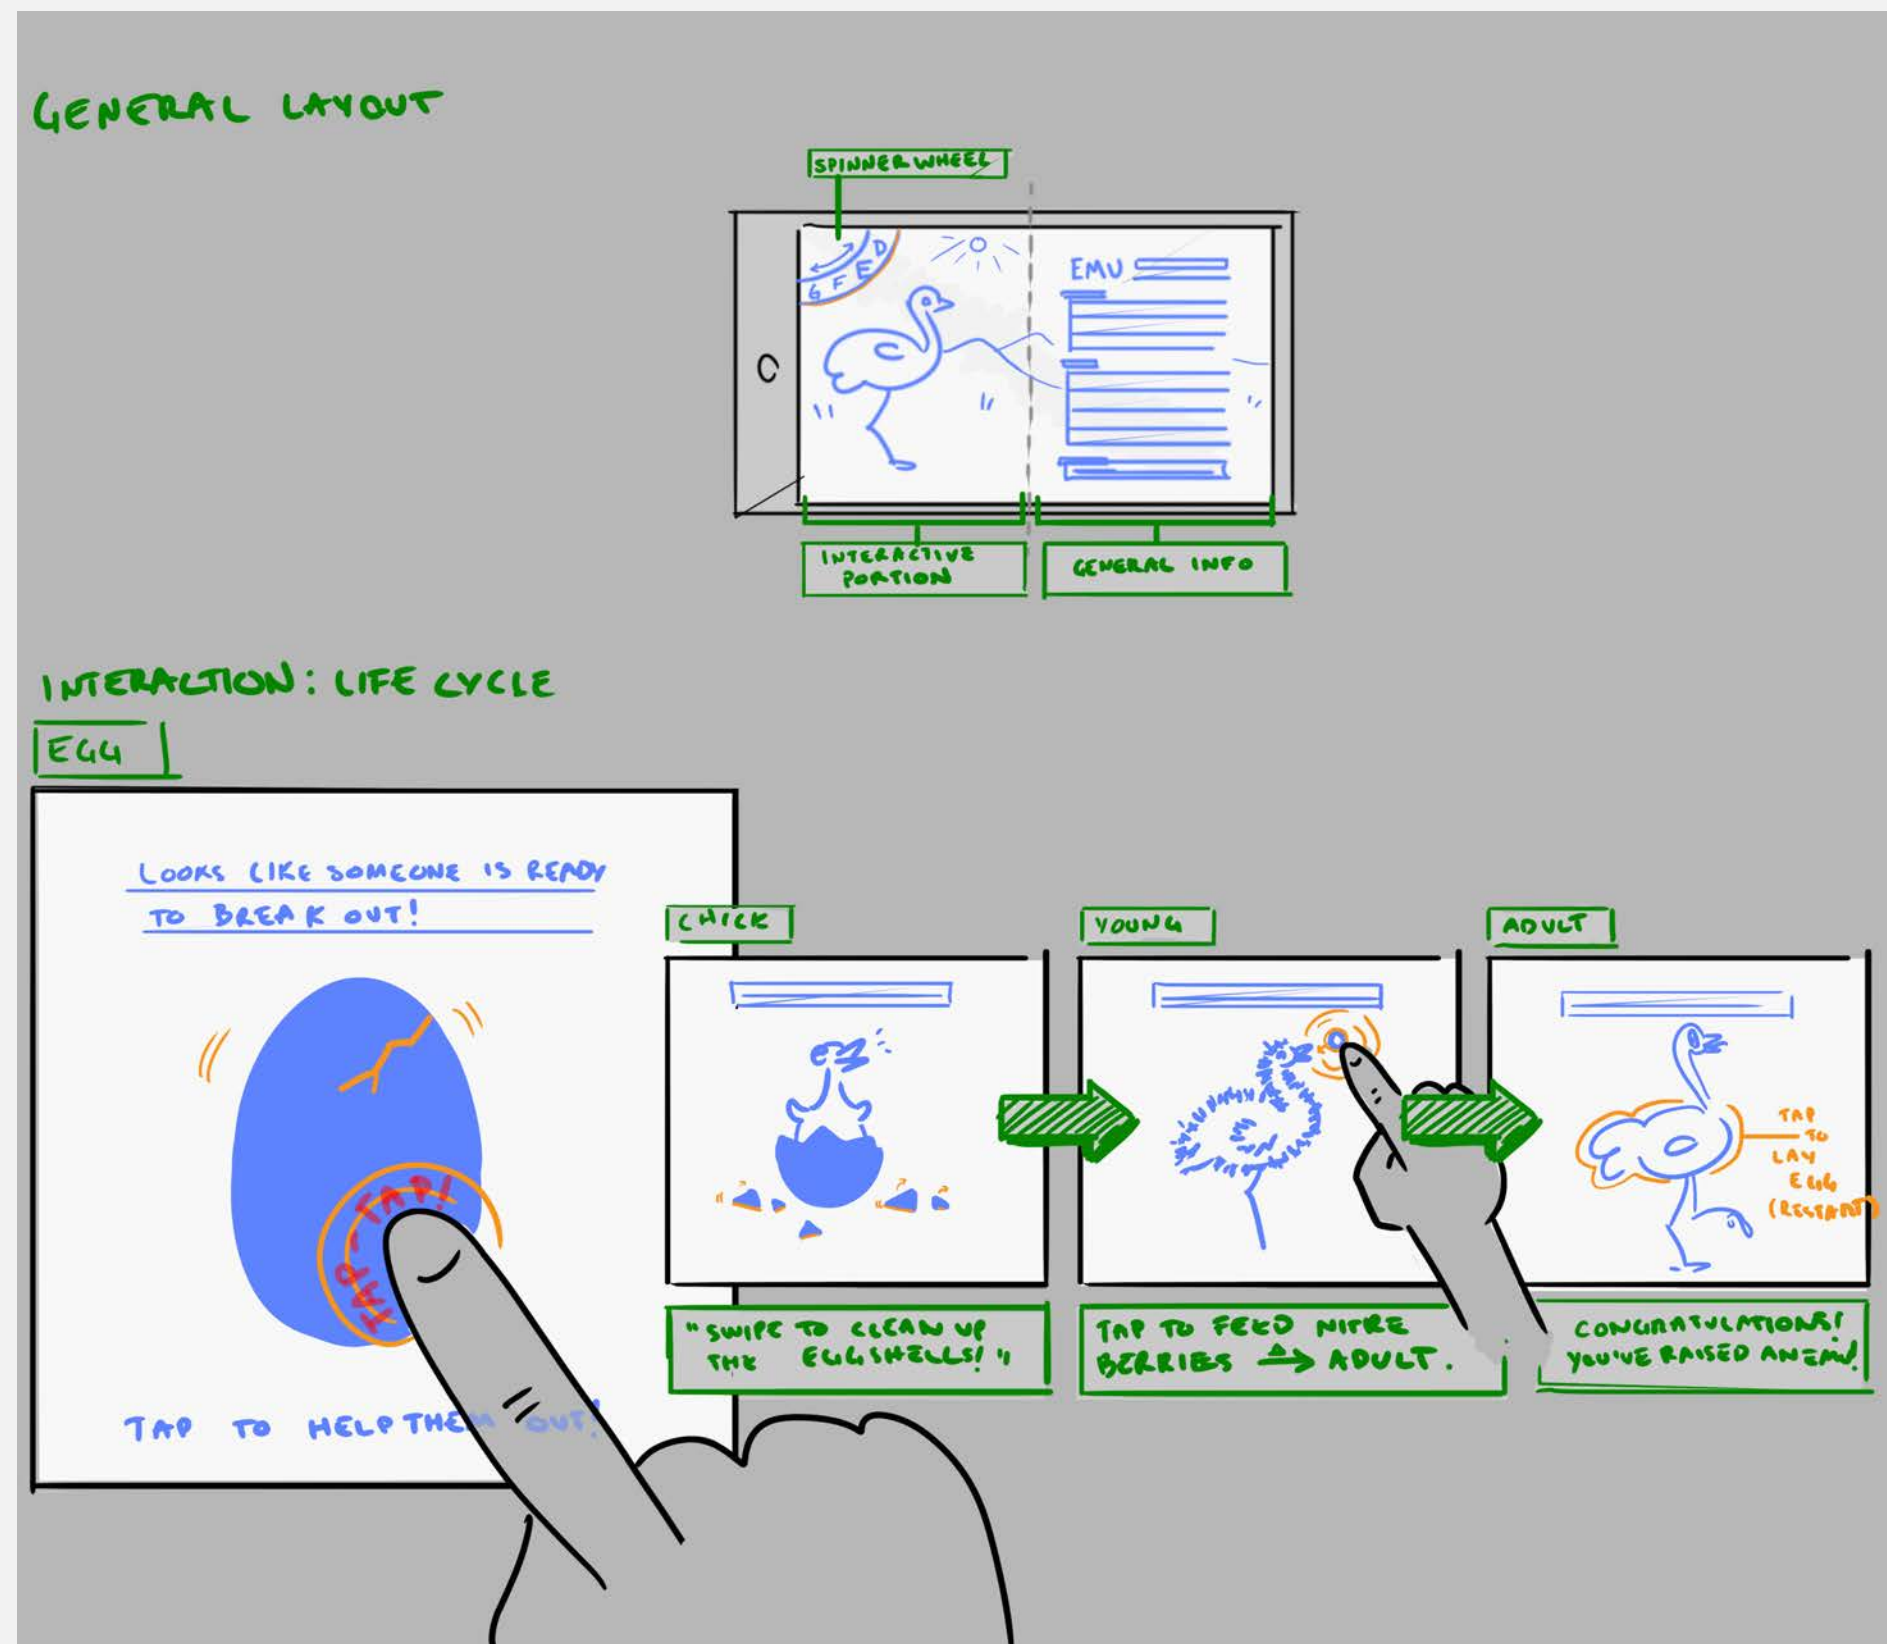 GENERAL LAYOUT
SPINNER WHEEL
G F E D
EMU
INTERACTIVE
PORTION
GENERAL INFO
INTERACTION: LIFE CYCLE
EGG
LOOKS LIKE SOMEONE IS READY
TO BREAK OUT!
TAP-TAP!
TAP TO HELP THEM OUT!
CHICK
"SWIPE TO CLEAN UP
THE EGGSHELLS!"
YOUNG
TAP TO FEED NITRE
BERRIES → ADULT.
ADULT
TAP
TO
LAY
EGG
(RESTART)
CONGRATULATIONS!
YOU'VE RAISED AN EMU!